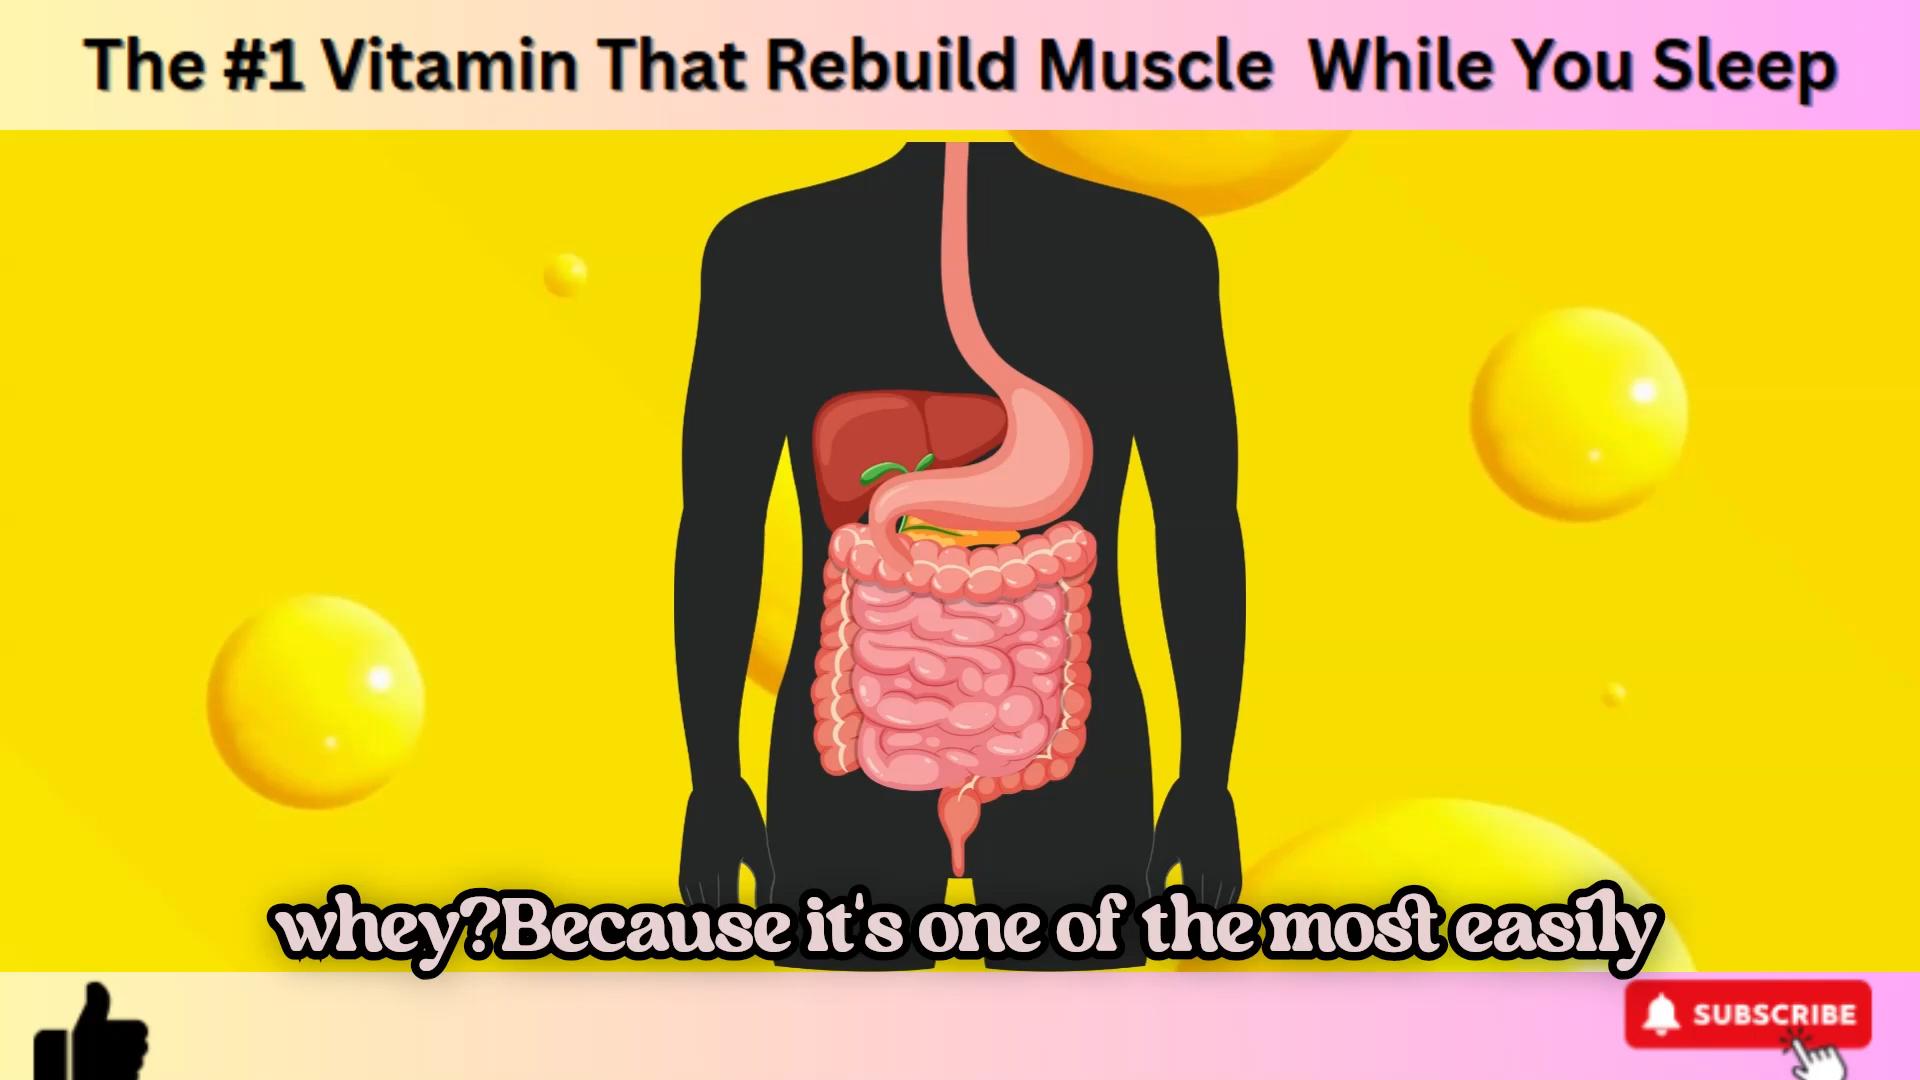 The #1 Vitamin That Rebuild Muscle While You Sleep
whey?Because it's one of the most easily
SUBSCRIBE